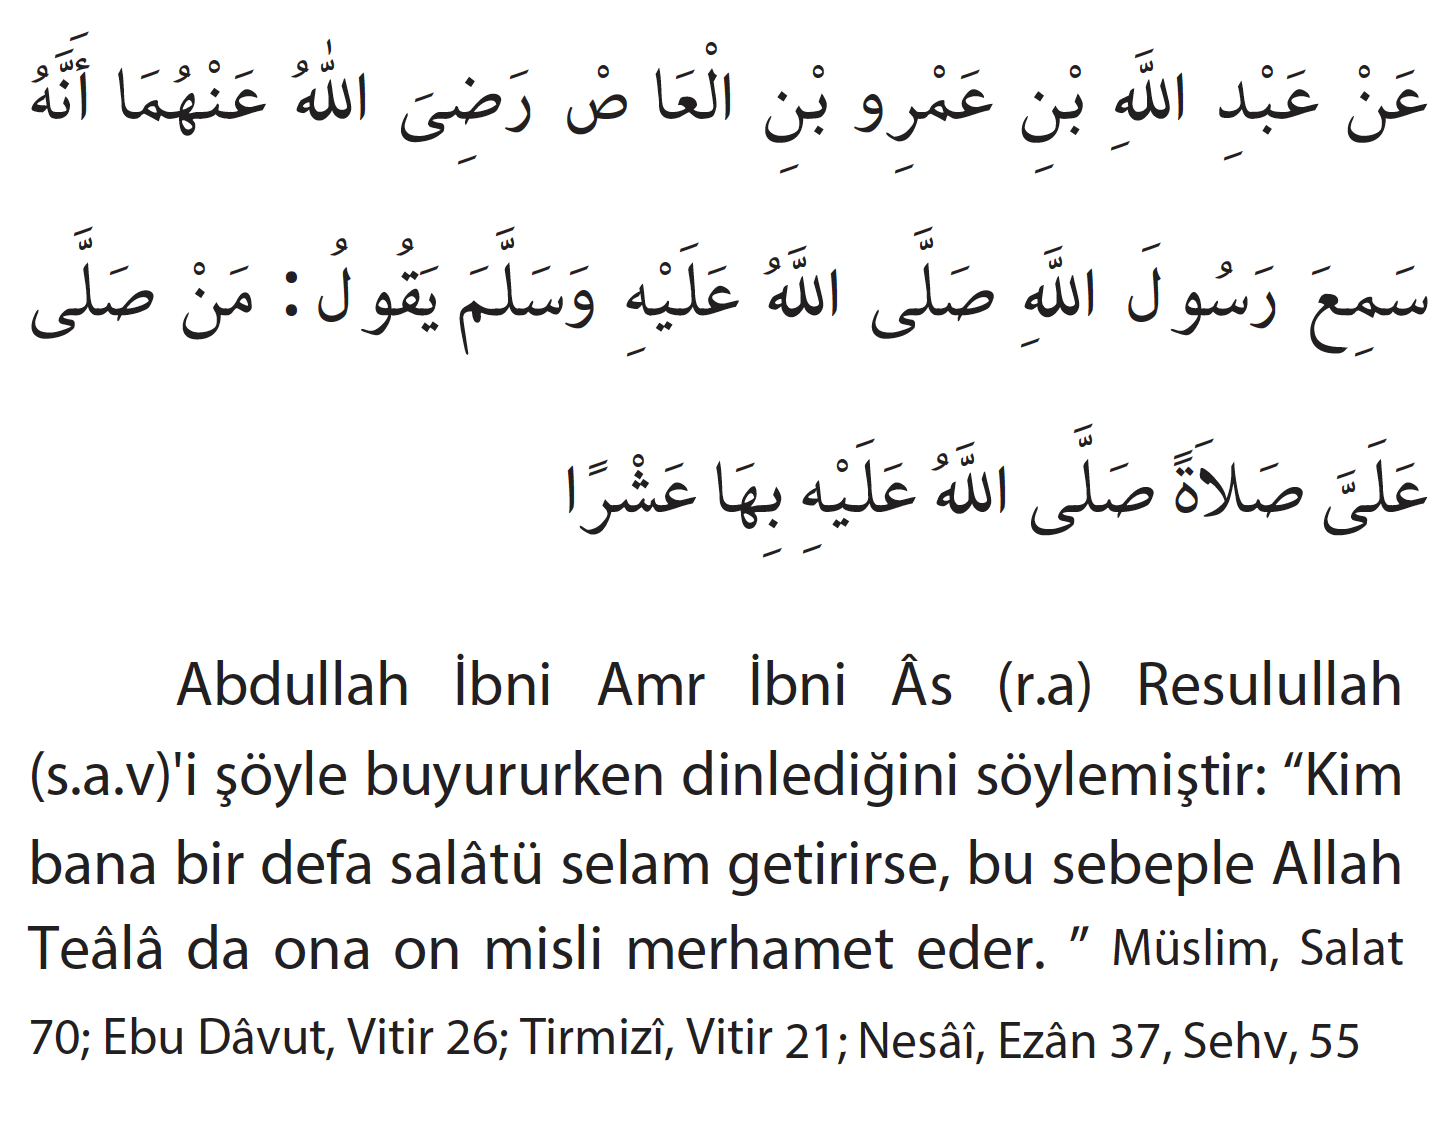 عَنْ عَبْدِ اللَّهِ بْنِ عَمْرِو بْنِ الْعَا صْ رَضِىَ اللّٰهُ عَنْهُمَا أَنَّهُ
سَمِعَ رَسُولَ اللَّهِ صَلَّى اللَّهُ عَلَيْهِ وَسَلَّمَ يَقُولُ: مَنْ صَلَّى
عَلَىَّ صَلاَةً صَلَّى اللَّهُ عَلَيْهِ بِهَا عَشْرًا
Abdullah İbni Amr İbni Âs (r.a) Resulullah
(s.a.v)'i şöyle buyururken dinlediğini söylemiştir: “Kim
bana bir defa salâtü selam getirirse, bu sebeple Allah
Teâlâ da ona on misli merhamet eder. ” Müslim, Salat
70; Ebu Dâvut, Vitir 26; Tirmizî, Vitir 21; Nesâî, Ezân 37, Sehv, 55